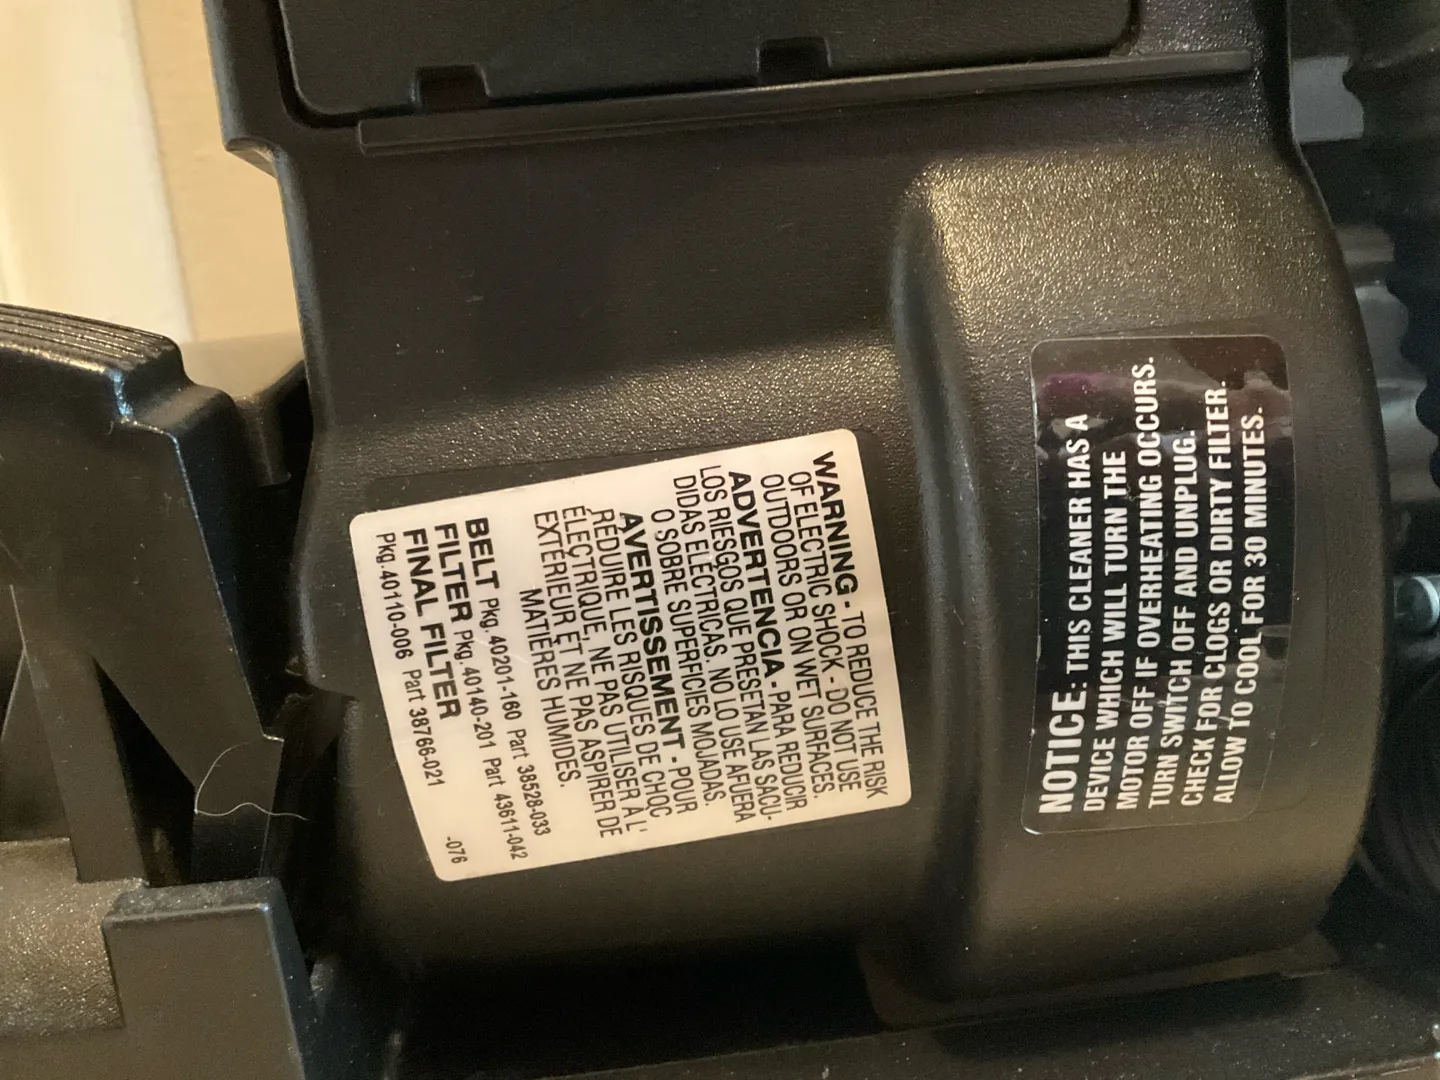 WARNING - TO REDUCE THE RISK
OF ELECTRIC SHOCK - DO NOT USE
OUTDOORS OR ON WET SURFACES.
ADVERTENCIA - PARA REDUCIR
LOS RIESGOS QUE PRESETAN LAS SACU-
DIDAS ELECTRICAS. NO LO USE AFUERA
O SOBRE SUPERFICIES MOJADAS.
AVERTISSEMENT - POUR
REDUIRE LES RISQUES DE CHOC
ÉLECTRIQUE, NE PAS UTILISER À L'
EXTÉRIEUR ET NE PAS ASPIRER DE
MATIÈRES HUMIDES.
BELT Pkg. 40201-160 Part 38528-033
FILTER Pkg. 40140-201 Part 43611-042
FINAL FILTER
Pkg. 40110-006 Part 38766-021 -076
NOTICE: THIS CLEANER HAS A
DEVICE WHICH WILL TURN THE
MOTOR OFF IF OVERHEATING OCCURS.
TURN SWITCH OFF AND UNPLUG.
CHECK FOR CLOGS OR DIRTY FILTER.
ALLOW TO COOL FOR 30 MINUTES.